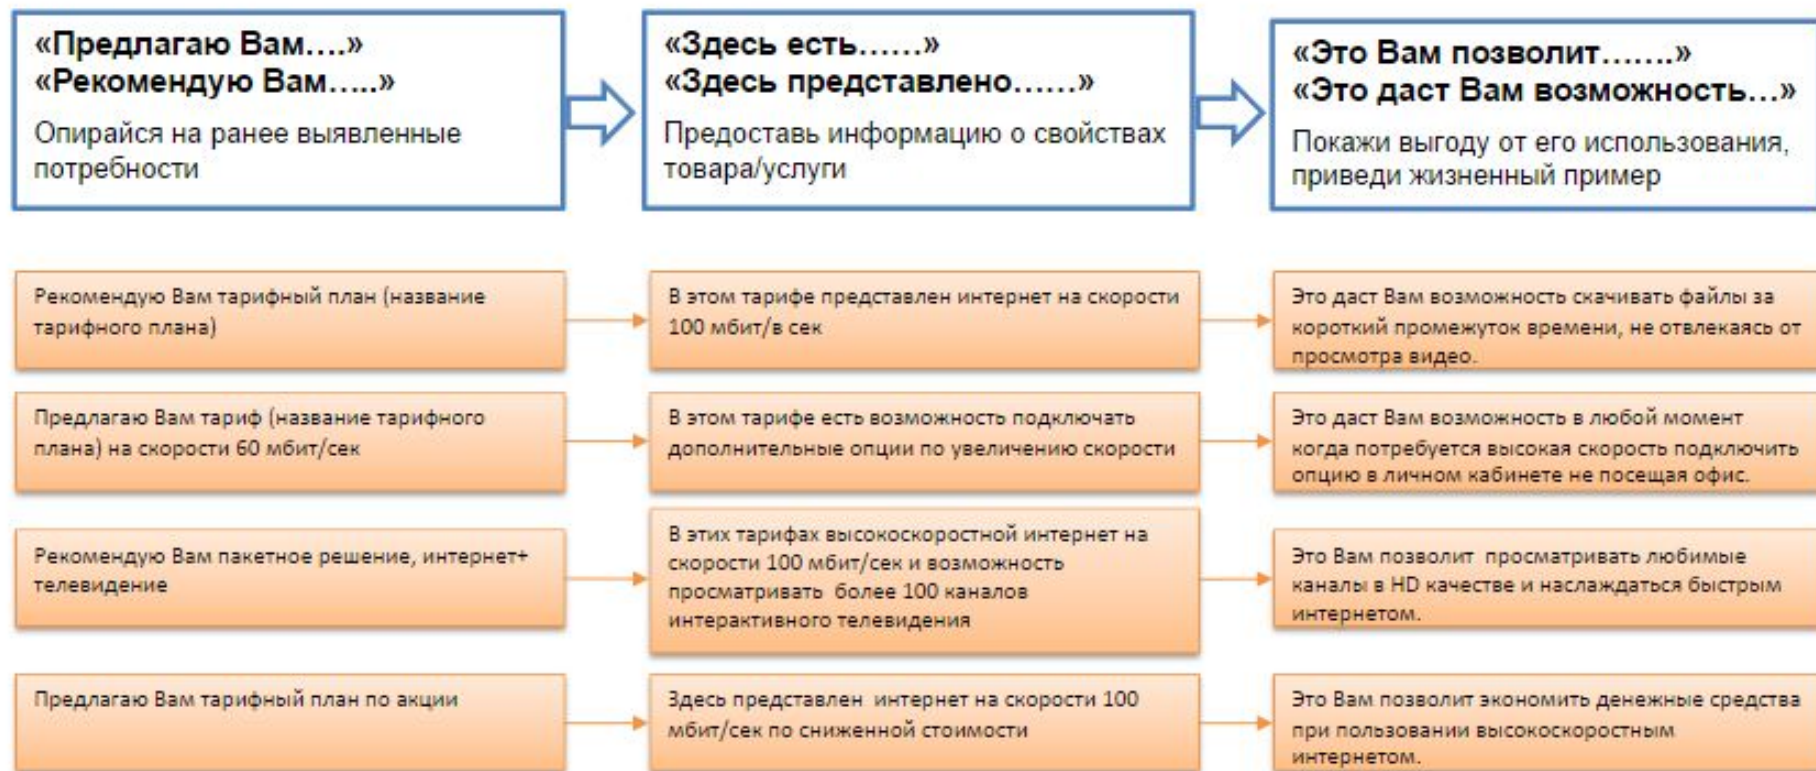 «Предлагаю Вам….»
«Рекомендую Вам…..»
Опирайся на ранее выявленные
потребности
«Здесь есть……»
«Здесь представлено……»
Предоставь информацию о свойствах
товара/услуги
«Это Вам позволит…….»
«Это даст Вам возможность…»
Покажи выгоду от его использования,
приведи жизненный пример
Рекомендую Вам тарифный план (название
тарифного плана)
В этом тарифе представлен интернет на скорости
100 мбит/в сек
Это даст Вам возможность скачивать файлы за
короткий промежуток времени, не отвлекаясь от
просмотра видео.
Предлагаю Вам тариф (название тарифного
плана) на скорости 60 мбит/сек
В этом тарифе есть возможность подключать
дополнительные опции по увеличению скорости
Это даст Вам возможность в любой момент
когда потребуется высокая скорость подключить
опцию в личном кабинете не посещая офис.
Рекомендую Вам пакетное решение, интернет+
телевидение
В этих тарифах высокоскоростной интернет на
скорости 100 мбит/сек и возможность
просматривать более 100 каналов
интерактивного телевидения
Это Вам позволит просматривать любимые
каналы в HD качестве и наслаждаться быстрым
интернетом.
Предлагаю Вам тарифный план по акции
Здесь представлен интернет на скорости 100
мбит/сек по сниженной стоимости
Это Вам позволит экономить денежные средства
при пользовании высокоскоростным
интернетом.